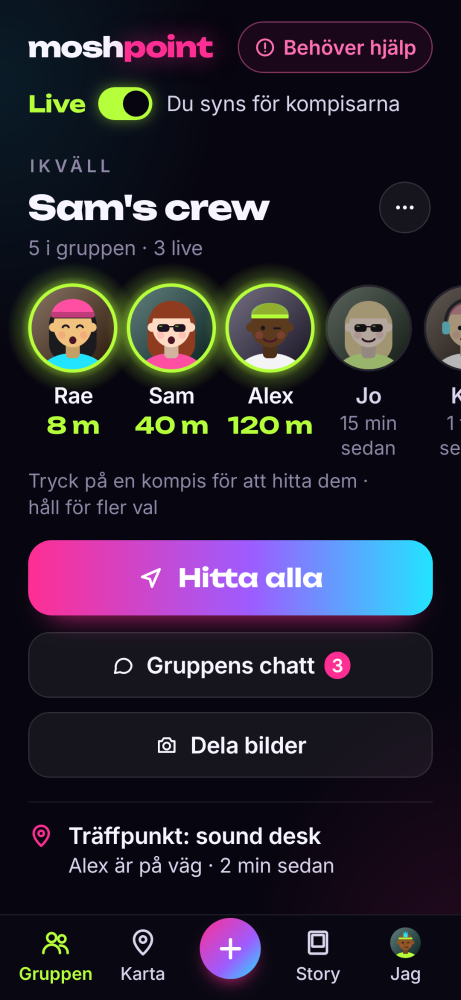 moshpoint
Behöver hjälp
Live
Du syns för kompisarna
IKVÄLL
Sam's crew
5 i gruppen · 3 live
Rae
Sam
Alex
Jo
K
8 m
40 m
120 m
15 min
sedan
1
se
Tryck på en kompis för att hitta dem ·
håll för fler val
Hitta alla
Gruppens chatt 3
Dela bilder
Träffpunkt: sound desk
Alex är på väg · 2 min sedan
Gruppen
Karta
Story
Jag